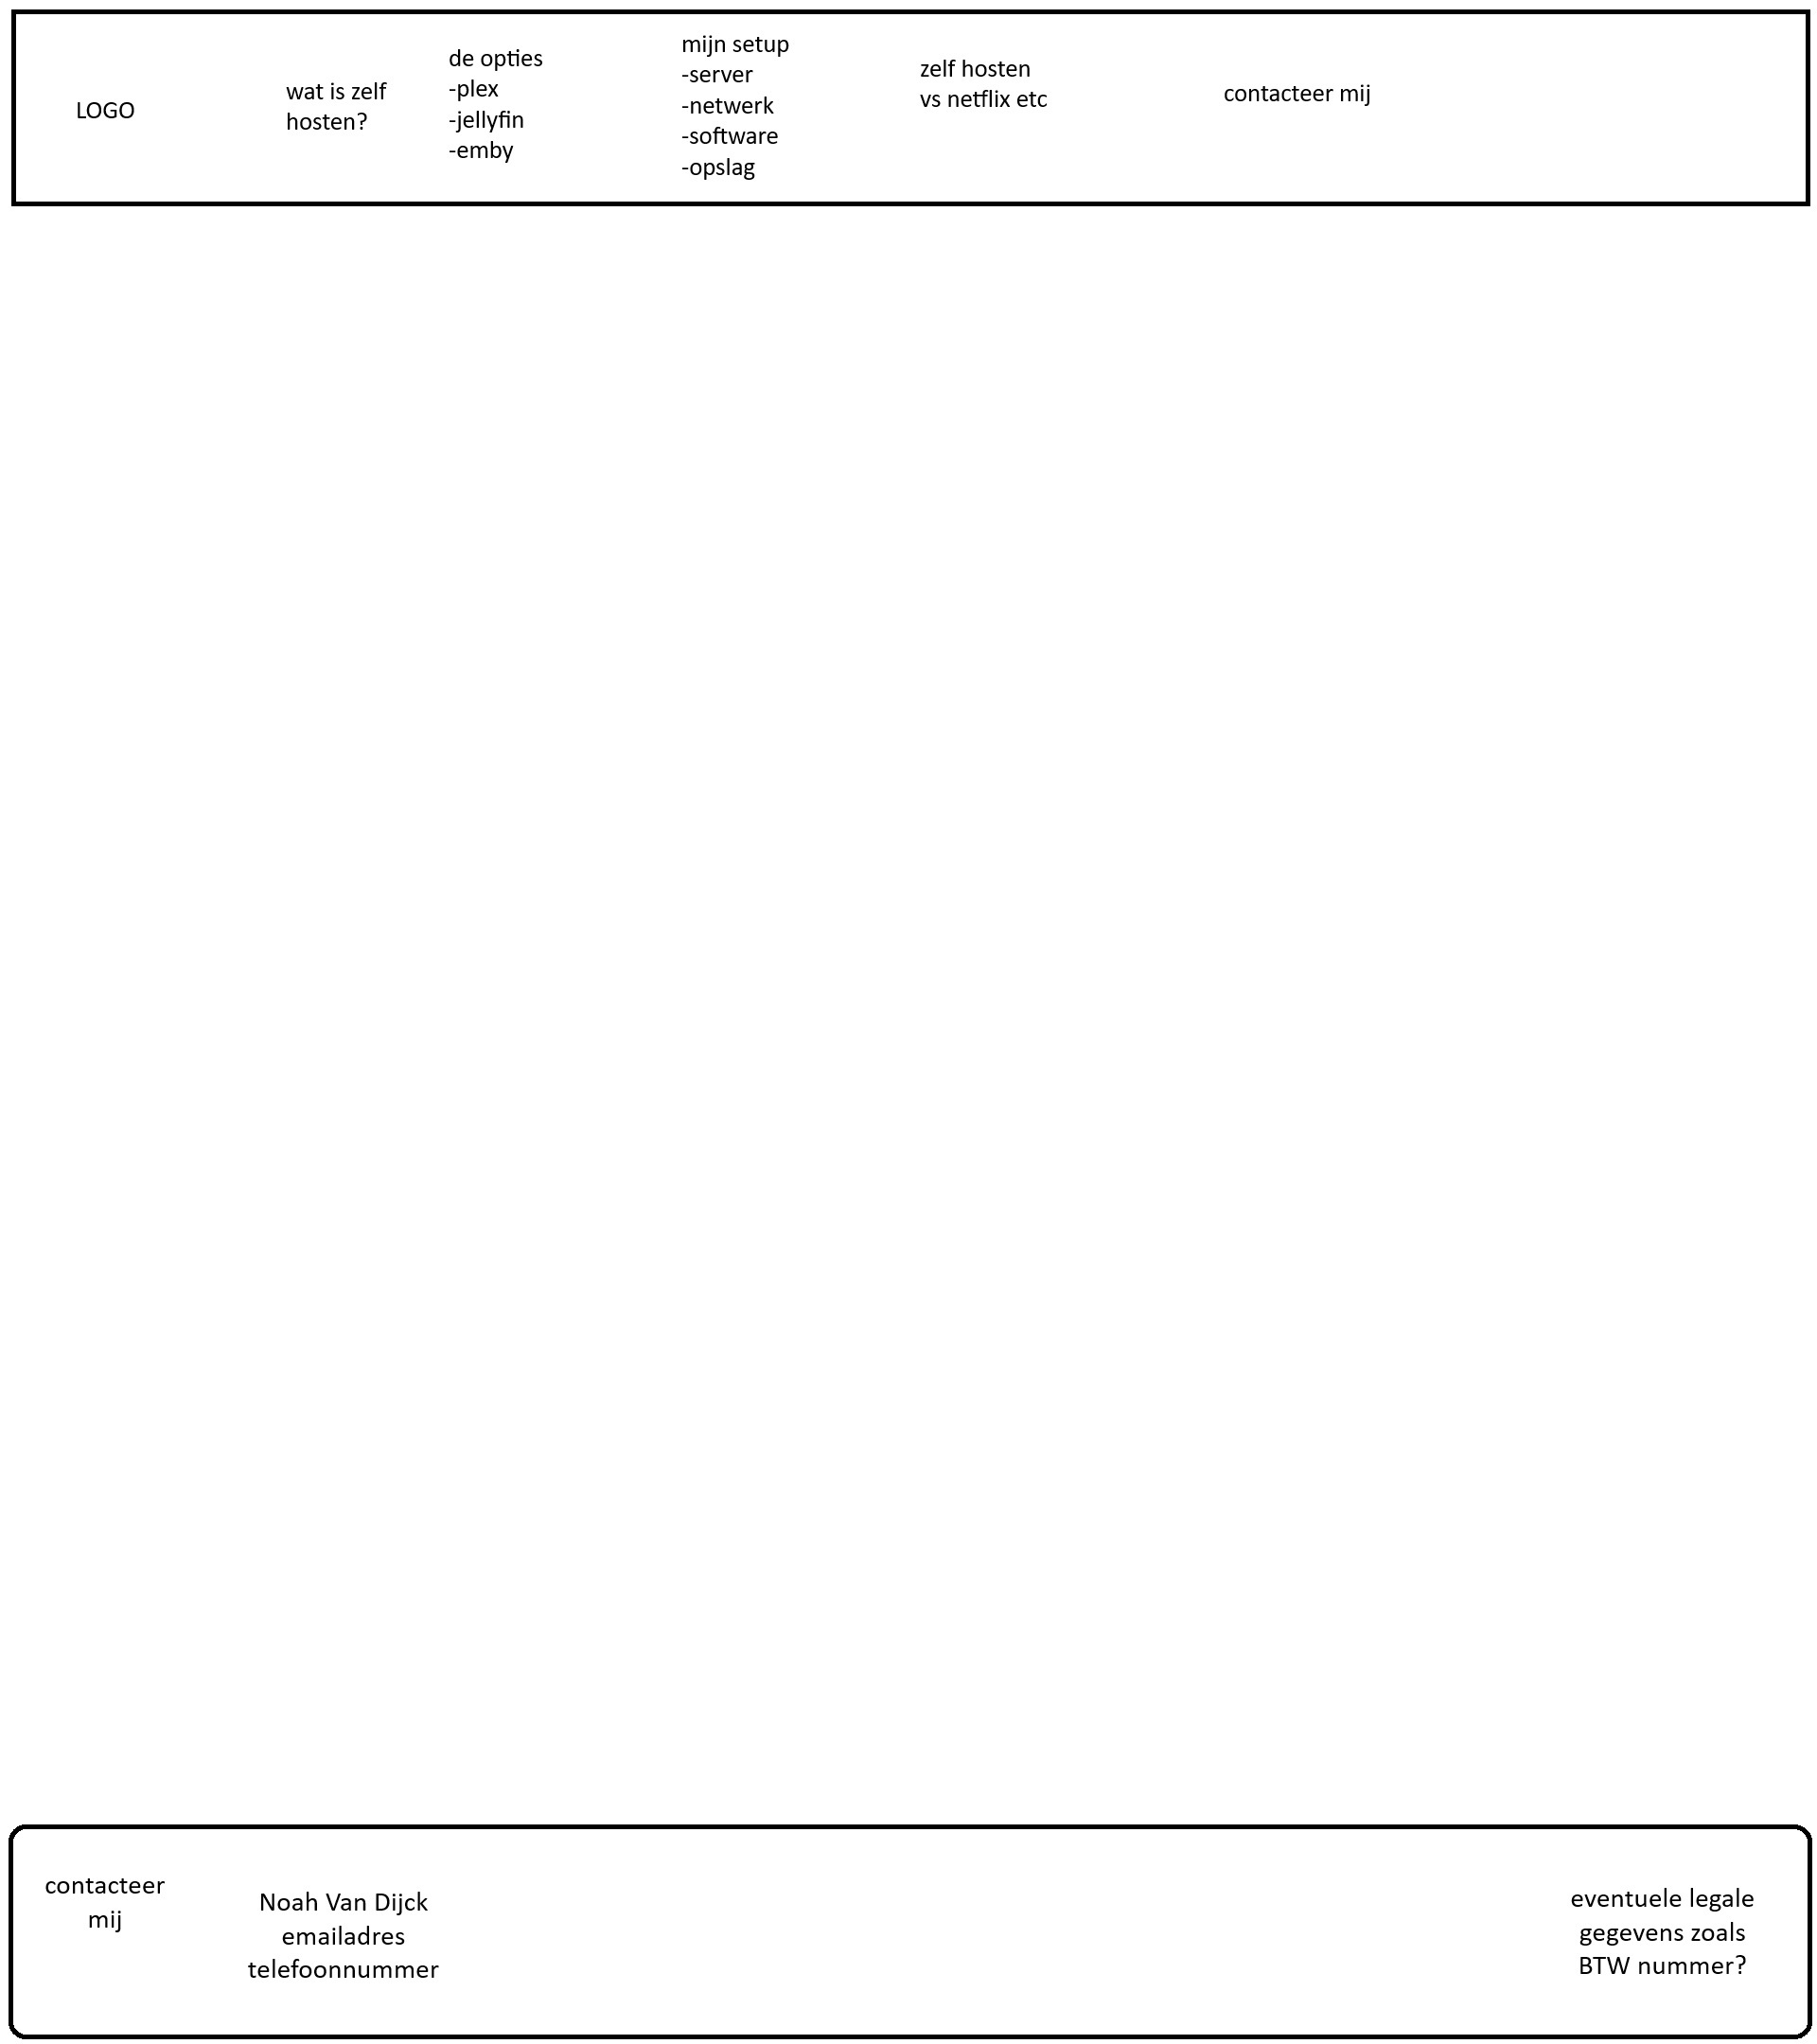 LOGO
wat is zelf
hosten?
de opties
-plex
-jellyfin
-emby
mijn setup
-server
-netwerk
-software
-opslag
zelf hosten
vs netflix etc
contacteer mij
contacteer
mij
Noah Van Dijck
emailadres
telefoonnummer
eventuele legale
gegevens zoals
BTW nummer?